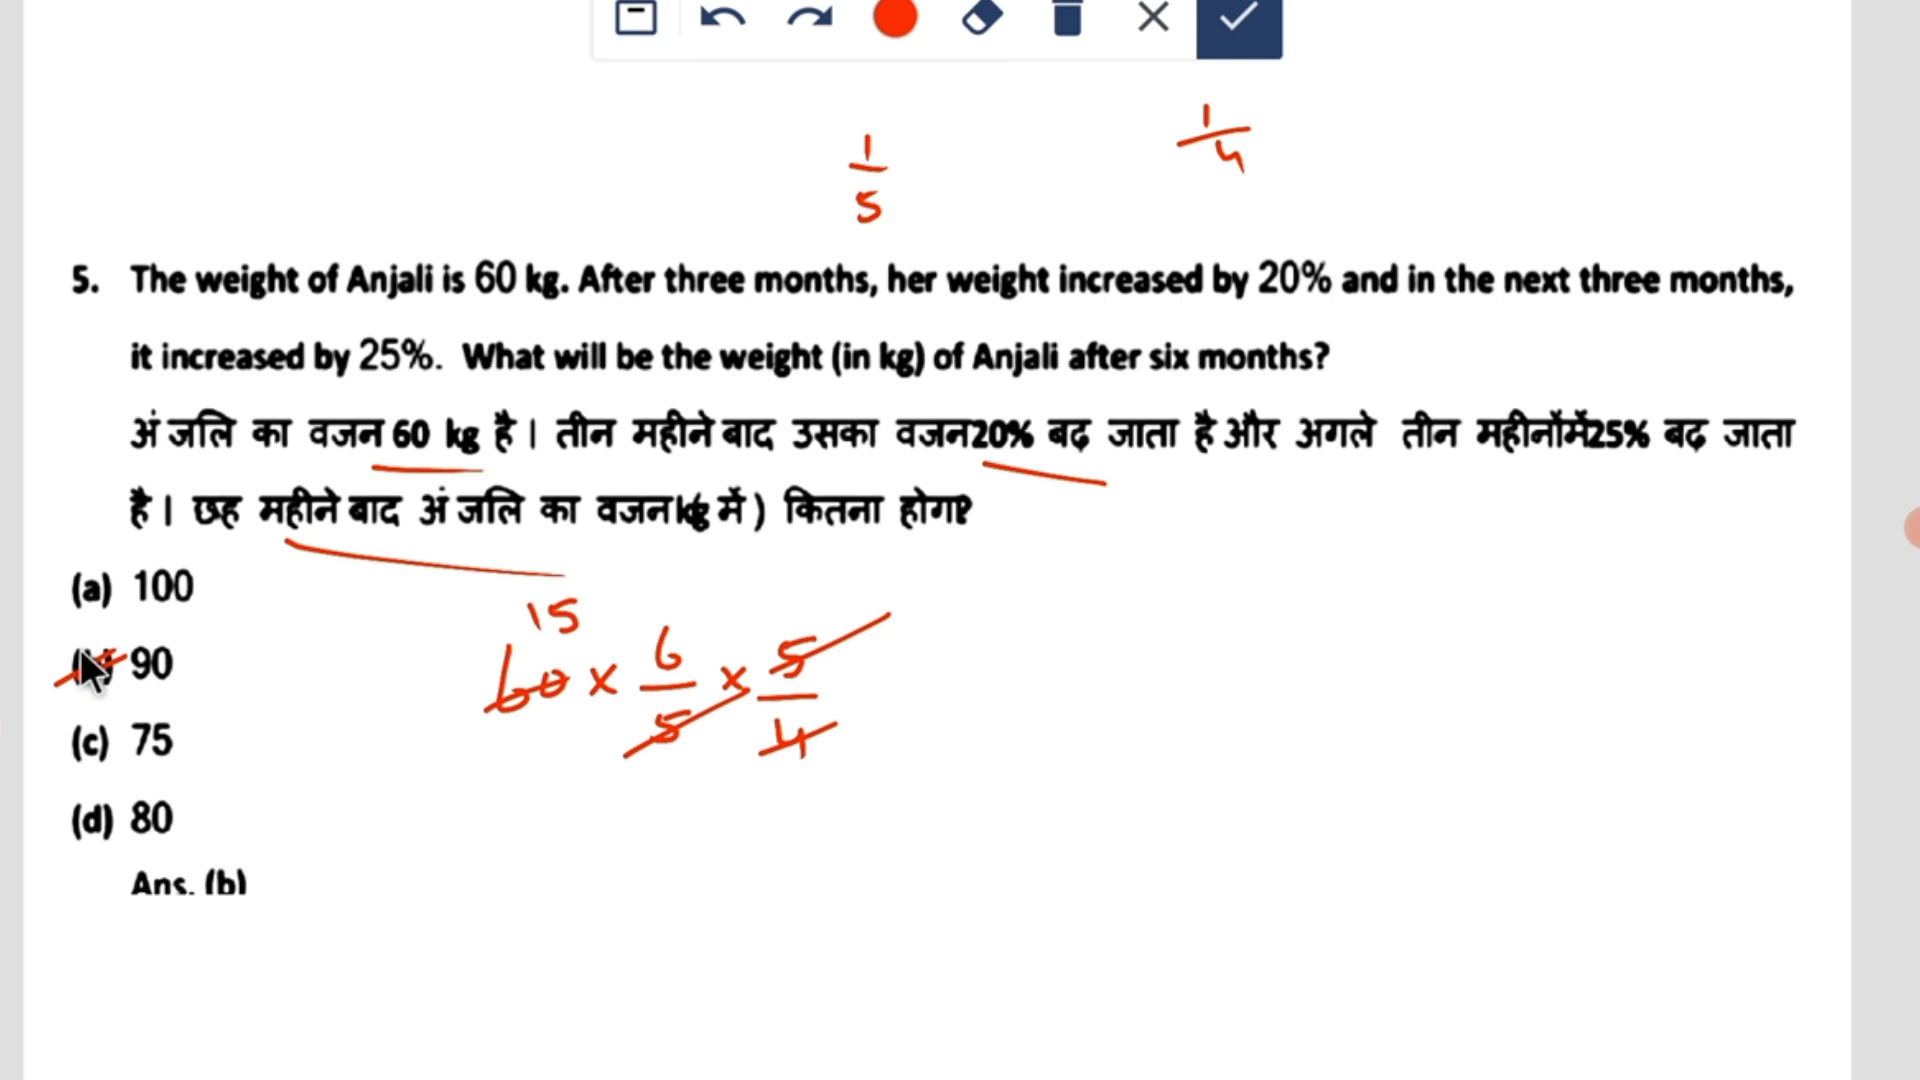 1/5
1/4
5. The weight of Anjali is 60 kg. After three months, her weight increased by 20% and in the next three months,
it increased by 25%. What will be the weight (in kg) of Anjali after six months?
अंजलि का वजन 60 kg है। तीन महीने बाद उसका वजन20% बढ़ जाता है और अगले तीन महीनोंमें25% बढ़ जाता
है। छह महीने बाद अंजलि का वजन kg में ) कितना होगा?
(a) 100
90
(c) 75
(d) 80
15
60 × 6/5 × 5/4
Ans. (b)